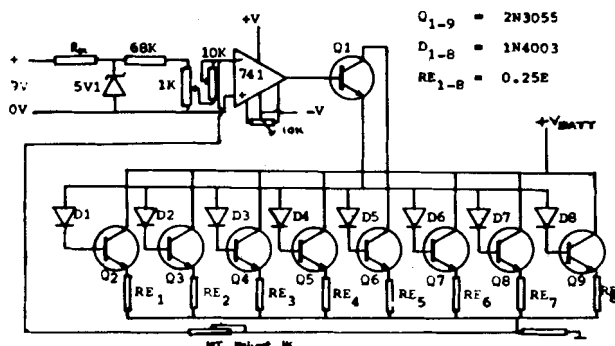 Q1-9 = 2N3055
D1-8 = 1N4003
RE1-8 = 0.25E
+V
Q1
68K
10K
+
9V
0V
5V1
1K
741
-V
10K
+VBATT
D1
D2
D3
D4
D5
D6
D7
D8
Q2
Q3
Q4
Q5
Q6
Q7
Q8
Q9
RE1
RE2
RE3
RE4
RE5
RE6
RE7